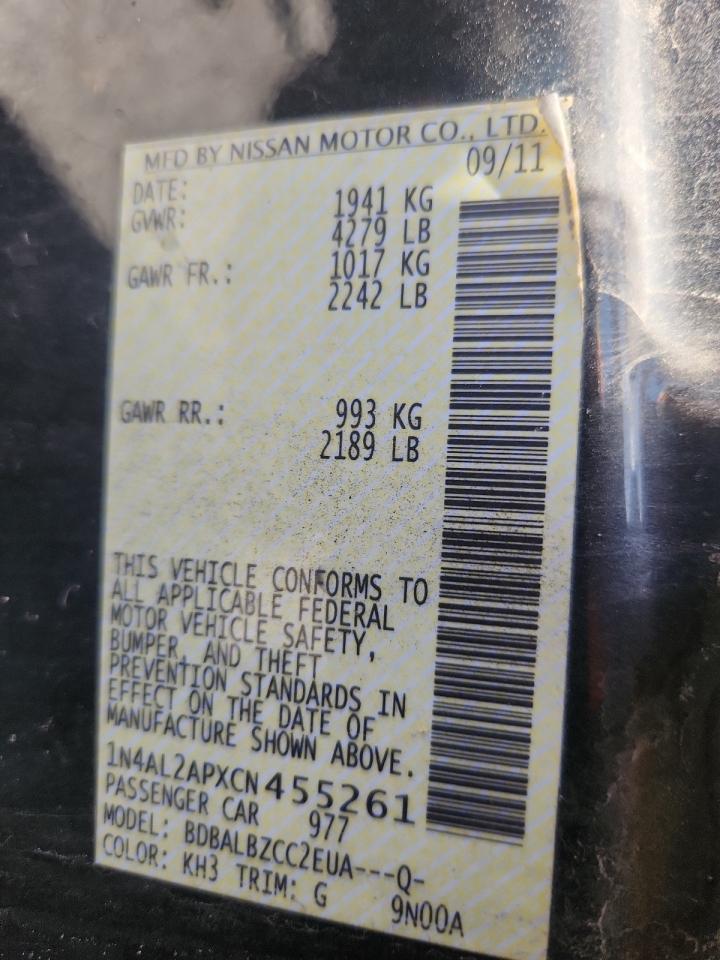 MFD BY NISSAN MOTOR CO., LTD.
DATE: 09/11
GVWR: 1941 KG
4279 LB
GAWR FR.: 1017 KG
2242 LB
GAWR RR.: 993 KG
2189 LB
THIS VEHICLE CONFORMS TO
ALL APPLICABLE FEDERAL
MOTOR VEHICLE SAFETY,
BUMPER, AND THEFT
PREVENTION STANDARDS IN
EFFECT ON THE DATE OF
MANUFACTURE SHOWN ABOVE.
1N4AL2APXCN455261
PASSENGER CAR 977
MODEL: BDBALBZCC2EUA---Q-
COLOR: KH3 TRIM: G 9N00A